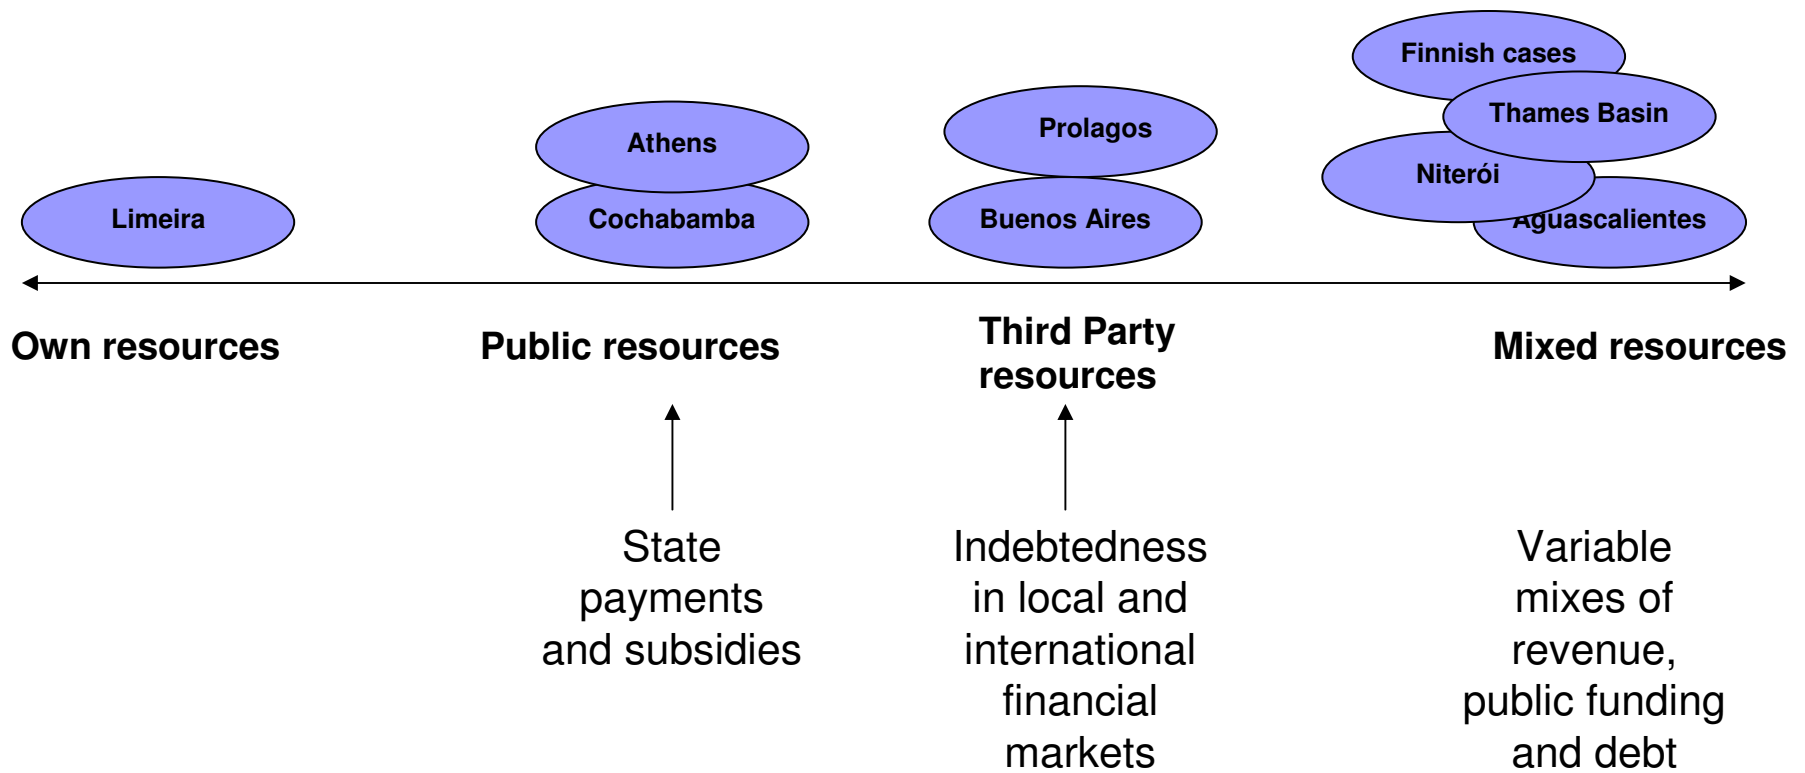 Finnish cases
Thames Basin
Athens
Prolagos
Niterói
Limeira
Cochabamba
Buenos Aires
Aguascalientes
Own resources
Public resources
Third Party
resources
Mixed resources
State
payments
and subsidies
Indebtedness
in local and
international
financial
markets
Variable
mixes of
revenue,
public funding
and debt